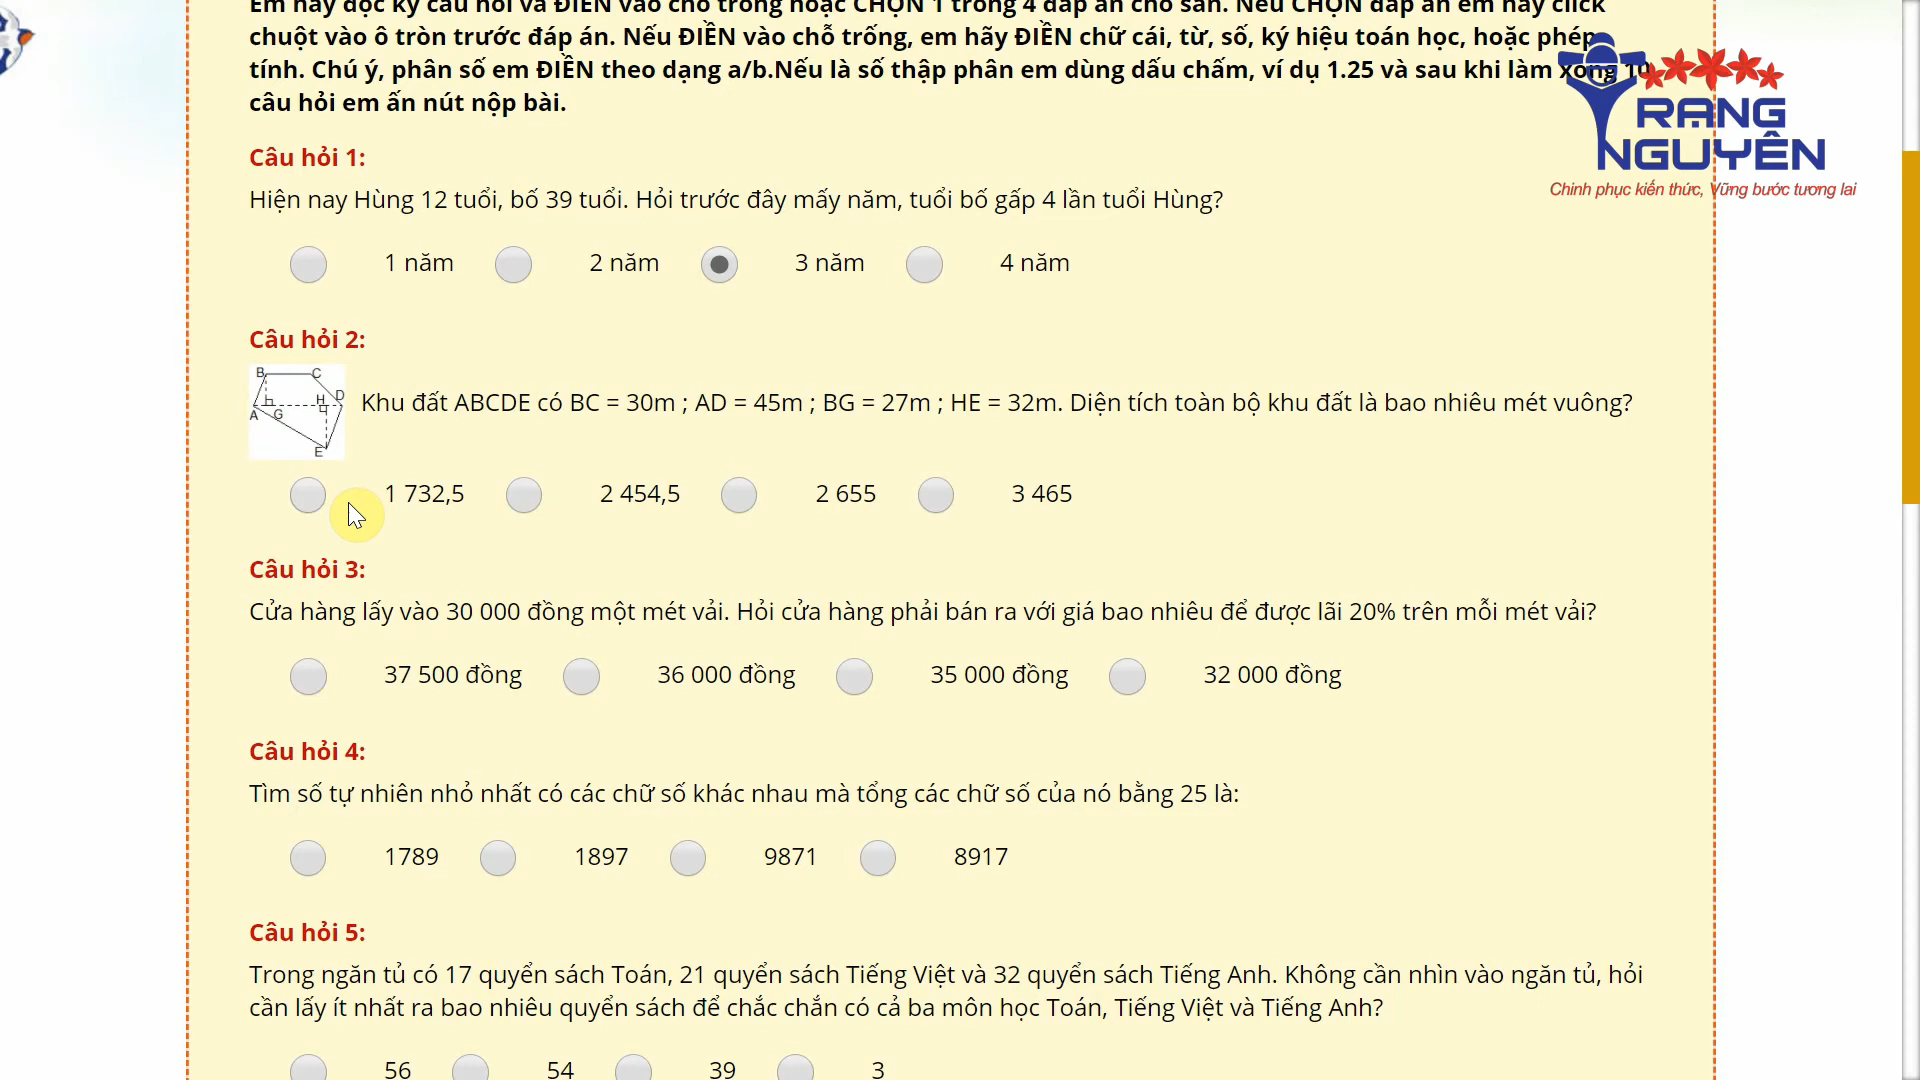 Em hãy đọc kỹ câu hỏi và ĐIỀN vào chỗ trống hoặc CHỌN 1 trong 4 đáp án cho sẵn. Nếu CHỌN đáp án em hãy click
chuột vào ô tròn trước đáp án. Nếu ĐIỀN vào chỗ trống, em hãy ĐIỀN chữ cái, từ, số, ký hiệu toán học, hoặc phép
tính. Chú ý, phân số em ĐIỀN theo dạng a/b.Nếu là số thập phân em dùng dấu chấm, ví dụ 1.25 và sau khi làm xong 10
câu hỏi em ấn nút nộp bài.
TRẠNG
NGUYÊN
Chinh phục kiến thức, Vững bước tương lai
Câu hỏi 1:
Hiện nay Hùng 12 tuổi, bố 39 tuổi. Hỏi trước đây mấy năm, tuổi bố gấp 4 lần tuổi Hùng?
1 năm 2 năm 3 năm 4 năm
Câu hỏi 2:
B C
H D
A G
E
Khu đất ABCDE có BC = 30m ; AD = 45m ; BG = 27m ; HE = 32m. Diện tích toàn bộ khu đất là bao nhiêu mét vuông?
1 732,5 2 454,5 2 655 3 465
Câu hỏi 3:
Cửa hàng lấy vào 30 000 đồng một mét vải. Hỏi cửa hàng phải bán ra với giá bao nhiêu để được lãi 20% trên mỗi mét vải?
37 500 đồng 36 000 đồng 35 000 đồng 32 000 đồng
Câu hỏi 4:
Tìm số tự nhiên nhỏ nhất có các chữ số khác nhau mà tổng các chữ số của nó bằng 25 là:
1789 1897 9871 8917
Câu hỏi 5:
Trong ngăn tủ có 17 quyển sách Toán, 21 quyển sách Tiếng Việt và 32 quyển sách Tiếng Anh. Không cần nhìn vào ngăn tủ, hỏi
cần lấy ít nhất ra bao nhiêu quyển sách để chắc chắn có cả ba môn học Toán, Tiếng Việt và Tiếng Anh?
56 54 39 3